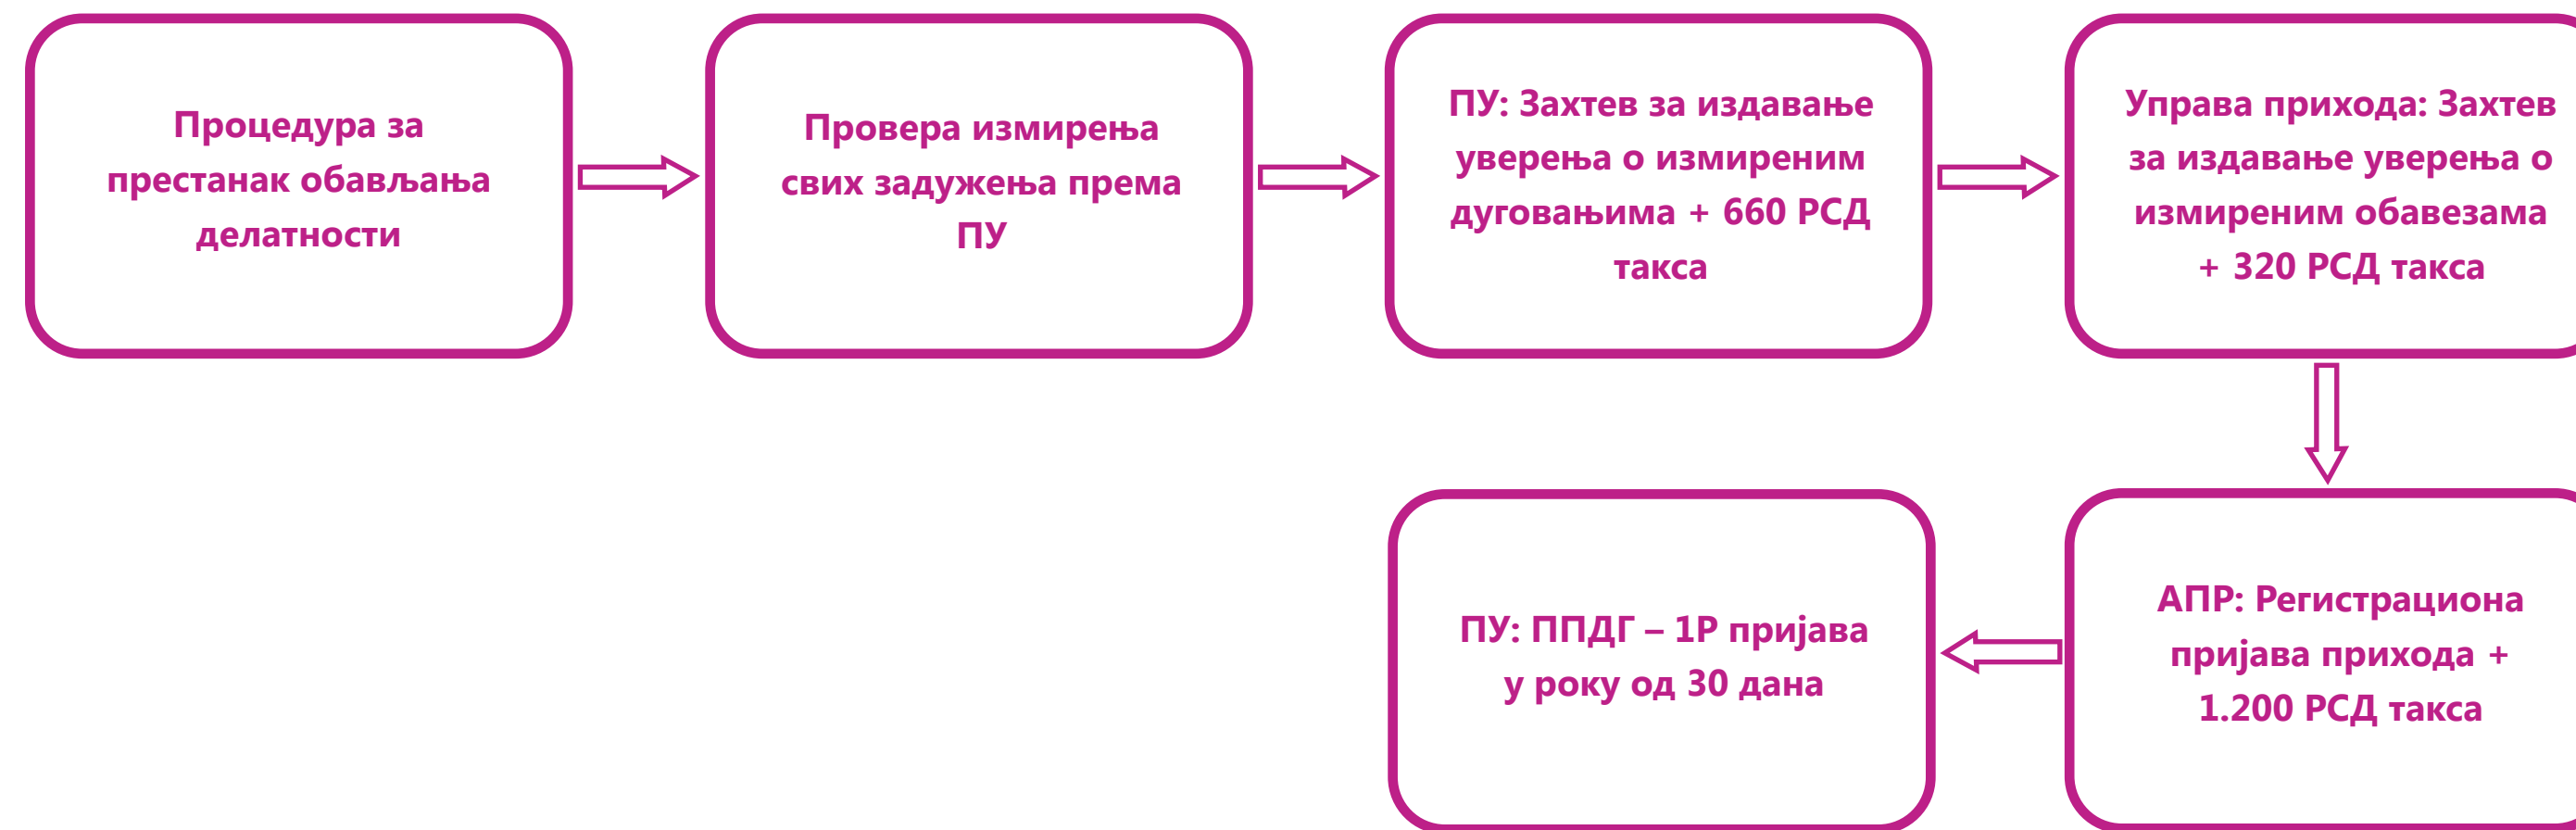 Процедура за
престанак обављања
делатности
Провера измирења
свих задужења према
ПУ
ПУ: Захтев за издавање
уверења о измиреним
дуговањима + 660 РСД
такса
Управа прихода: Захтев
за издавање уверења о
измиреним обавезама
+ 320 РСД такса
АПР: Регистрациона
пријава прихода +
1.200 РСД такса
ПУ: ППДГ – 1Р пријава
у року од 30 дана